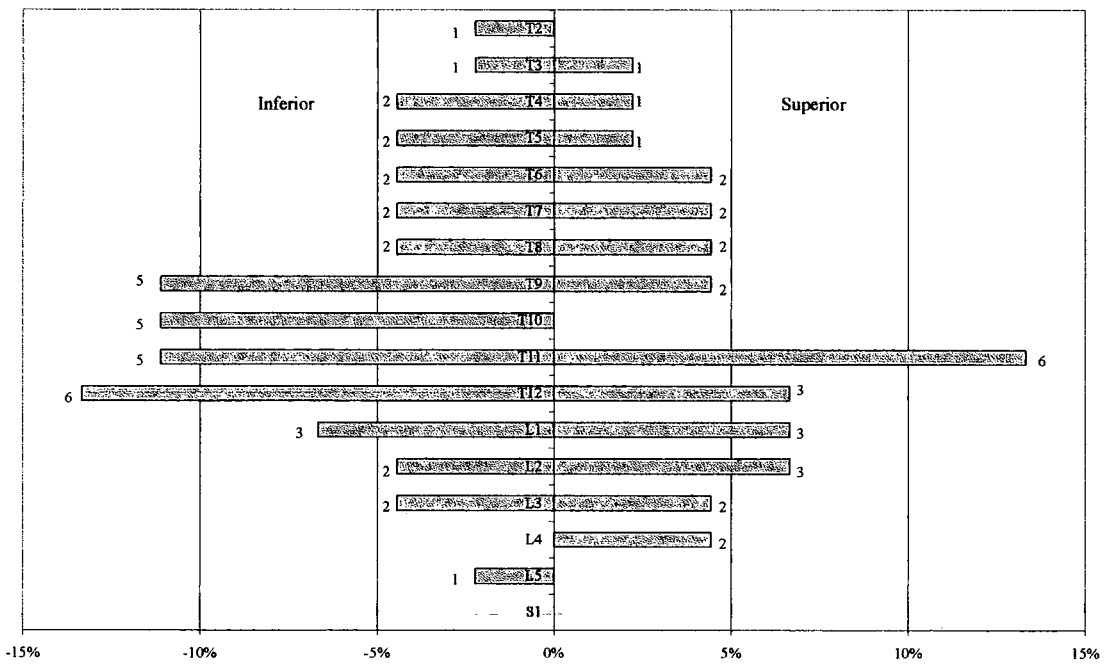 1 T2
1 T3 1
2 T4 1
Inferior Superior
2 T5 1
2 T6 2
2 T7 2
2 T8 2
5 T9 2
5 T10
5 T11 6
6 T12 3
3 L1 3
2 L2 3
2 L3 2
L4 2
1 L5
S1
-15% -10% -5% 0% 5% 10% 15%